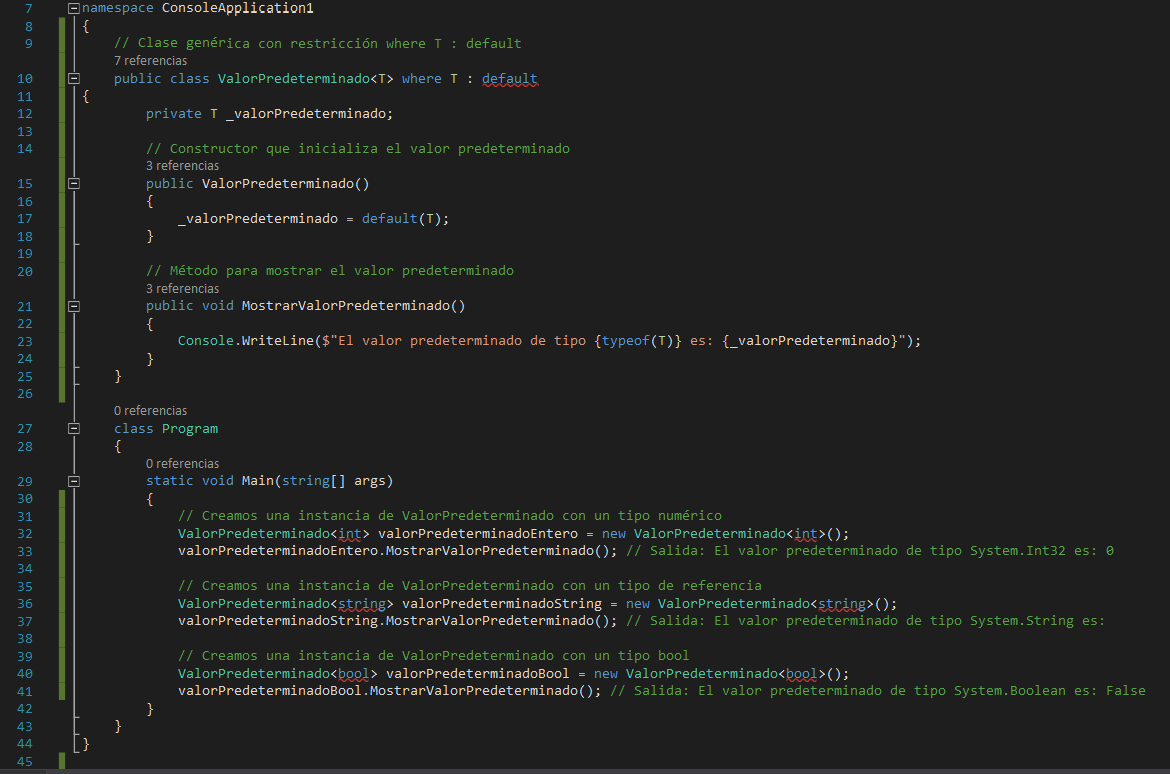 7 namespace ConsoleApplication1
8 {
9 // Clase genérica con restricción where T : default
7 referencias
10 public class ValorPredeterminado<T> where T : default
11 {
12 private T _valorPredeterminado;
13
14 // Constructor que inicializa el valor predeterminado
3 referencias
15 public ValorPredeterminado()
16 {
17 _valorPredeterminado = default(T);
18 }
19
20 // Método para mostrar el valor predeterminado
3 referencias
21 public void MostrarValorPredeterminado()
22 {
23 Console.WriteLine($"El valor predeterminado de tipo {typeof(T)} es: {_valorPredeterminado}");
24 }
25 }
26
0 referencias
27 class Program
28 {
0 referencias
29 static void Main(string[] args)
30 {
31 // Creamos una instancia de ValorPredeterminado con un tipo numérico
32 ValorPredeterminado<int> valorPredeterminadoEntero = new ValorPredeterminado<int>();
33 valorPredeterminadoEntero.MostrarValorPredeterminado(); // Salida: El valor predeterminado de tipo System.Int32 es: 0
34
35 // Creamos una instancia de ValorPredeterminado con un tipo de referencia
36 ValorPredeterminado<string> valorPredeterminadoString = new ValorPredeterminado<string>();
37 valorPredeterminadoString.MostrarValorPredeterminado(); // Salida: El valor predeterminado de tipo System.String es:
38
39 // Creamos una instancia de ValorPredeterminado con un tipo bool
40 ValorPredeterminado<bool> valorPredeterminadoBool = new ValorPredeterminado<bool>();
41 valorPredeterminadoBool.MostrarValorPredeterminado(); // Salida: El valor predeterminado de tipo System.Boolean es: False
42 }
43 }
44 }
45